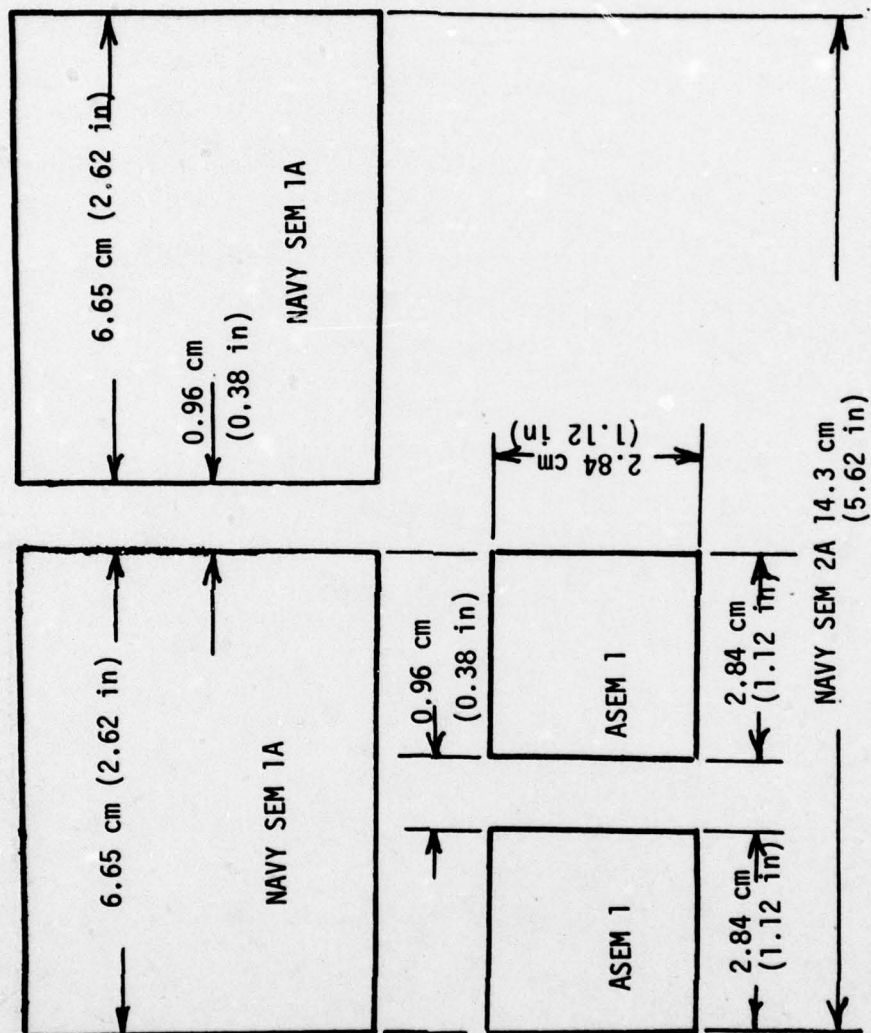 6.65 cm (2.62 in)
NAVY SEM 1A
6.65 cm (2.62 in)
0.96 cm
(0.38 in)
NAVY SEM 1A
0.96 cm
(0.38 in)
2.84 cm
(1.12 in)
ASEM 1
ASEM 1
2.84 cm
(1.12 in)
2.84 cm
(1.12 in)
NAVY SEM 2A 14.3 cm
(5.62 in)